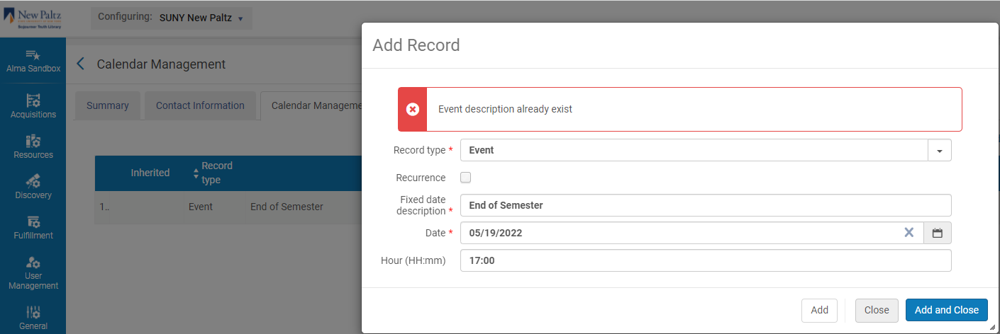 New Paltz
Sojourner Truth Library
Configuring: SUNY New Paltz
Alma Sandbox
Acquisitions
Resources
Discovery
Fulfillment
User
Management
General
Calendar Management
Summary
Contact Information
Calendar Manageme
Inherited
Record
type
1..
Event
End of Semester
Add Record
Event description already exist
Record type *
Event
Recurrence
Fixed date
description *
End of Semester
Date *
05/19/2022
Hour (HH:mm)
17:00
Add
Close
Add and Close